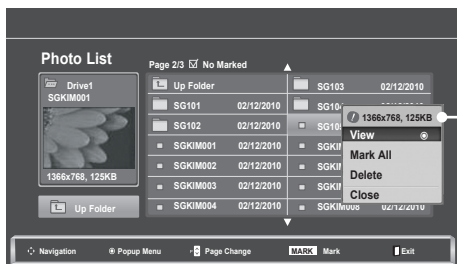 Photo List
Page 2/3 ☑ No Marked
Drive1
SGKIM001
1366x768, 125KB
Up Folder
Up Folder
SG101 02/12/2010
SG102 02/12/2010
SGKIM001 02/12/2010
SGKIM002 02/12/2010
SGKIM003 02/12/2010
SGKIM004 02/12/2010
SG103 02/12/2010
SGKIM008 02/12/2010
1366x768, 125KB
View
Mark All
Delete
Close
Navigation Popup Menu Page Change MARK Mark Exit